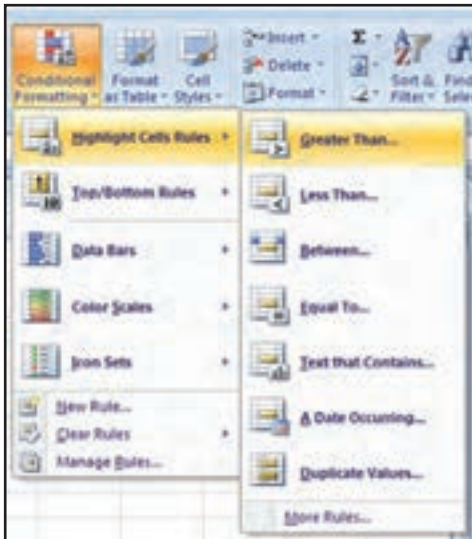 Conditional Formatting
Format as Table
Cell Styles
Insert
Delete
Format
Σ
Sort & Filter
Find
Sele
Highlight Cells Rules
Top/Bottom Rules
Data Bars
Color Scales
Icon Sets
New Rule...
Clear Rules
Manage Rules...
Greater Than...
Less Than...
Between...
Equal To...
Text that Contains...
A Date Occurring...
Duplicate Values...
More Rules...